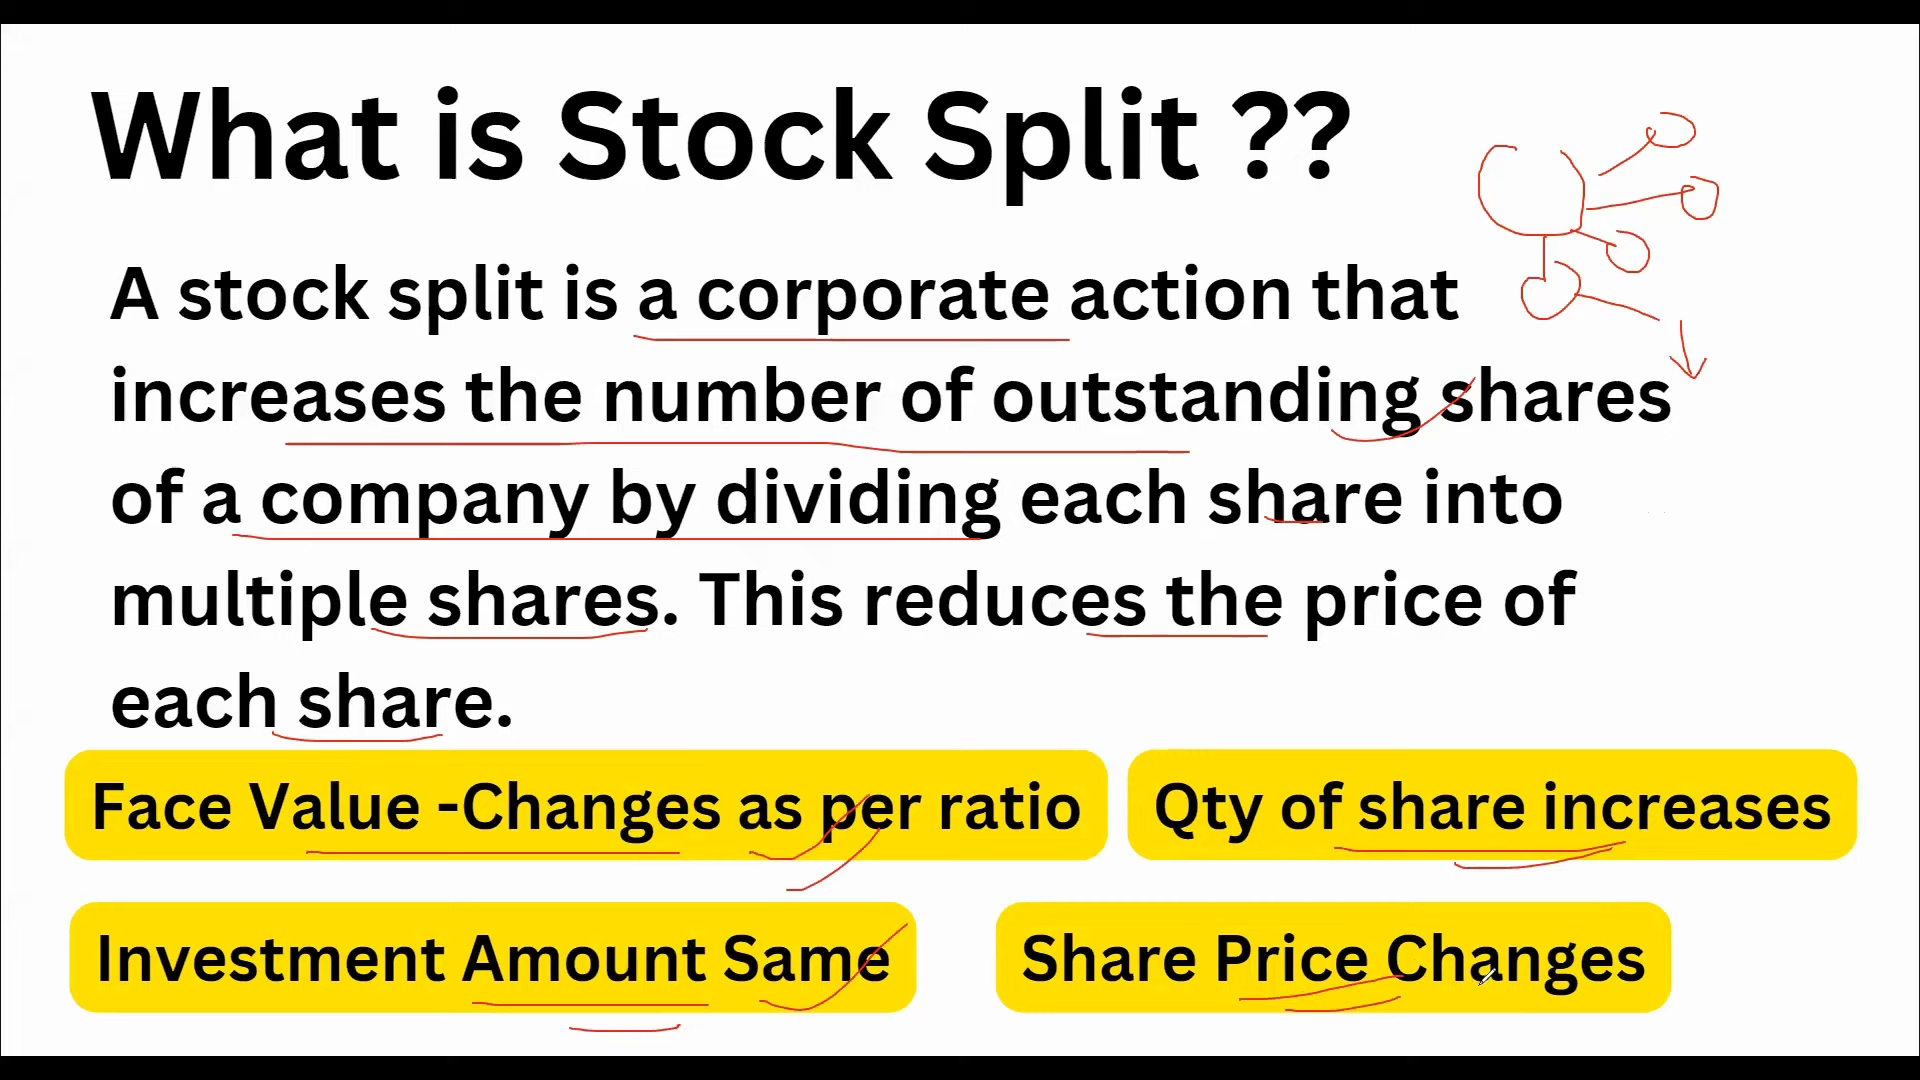 What is Stock Split ??
A stock split is a corporate action that
increases the number of outstanding shares
of a company by dividing each share into
multiple shares. This reduces the price of
each share.
Face Value -Changes as per ratio
Qty of share increases
Investment Amount Same
Share Price Changes